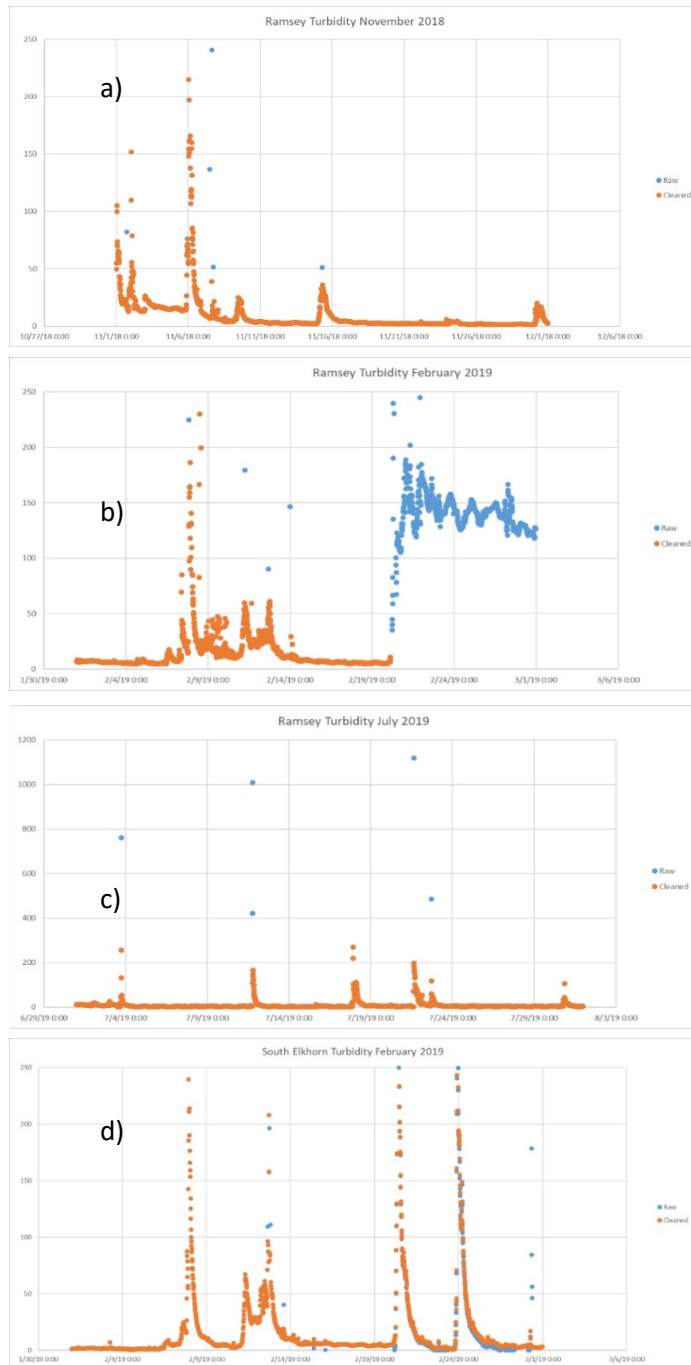 Ramsey Turbidity November 2018
250
a)
200
150
Raw
Cleaned
100
50
0
10/27/18 0:00 11/1/18 0:00 11/6/18 0:00 11/11/18 0:00 11/16/18 0:00 11/21/18 0:00 11/26/18 0:00 12/1/18 0:00 12/6/18 0:00
Ramsey Turbidity February 2019
250
200
b)
150
Raw
Cleaned
100
50
0
1/30/19 0:00 2/4/19 0:00 2/9/19 0:00 2/14/19 0:00 2/19/19 0:00 2/24/19 0:00 3/1/19 0:00 3/6/19 0:00
Ramsey Turbidity July 2019
1200
1000
800
600
Raw
Cleaned
c)
400
200
0
6/29/19 0:00 7/4/19 0:00 7/9/19 0:00 7/14/19 0:00 7/19/19 0:00 7/24/19 0:00 7/29/19 0:00 8/3/19 0:00
South Elkhorn Turbidity February 2019
250
d)
200
150
Raw
Cleaned
100
50
0
1/30/19 0:00 2/4/19 0:00 2/9/19 0:00 2/14/19 0:00 2/19/19 0:00 2/24/19 0:00 3/1/19 0:00 3/6/19 0:00